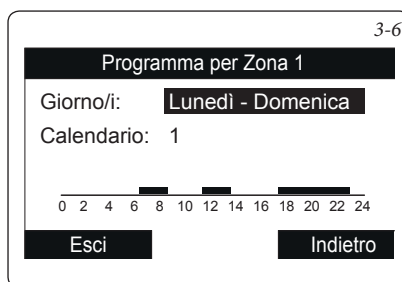 3-6
Programma per Zona 1
Giorno/i: Lunedì - Domenica
Calendario: 1
0 2 4 6 8 10 12 14 16 18 20 22 24
Esci Indietro